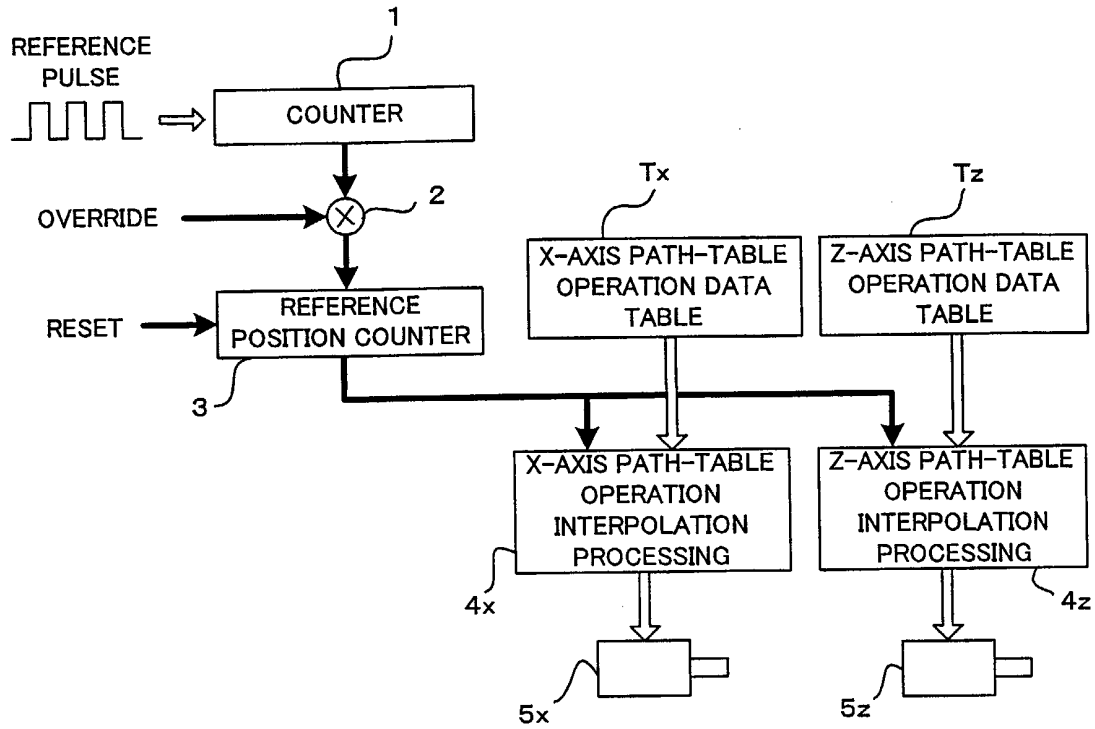 1
REFERENCE
PULSE
COUNTER
2
OVERRIDE
RESET
REFERENCE
POSITION COUNTER
3
Tx
Tz
X-AXIS PATH-TABLE
OPERATION DATA
TABLE
Z-AXIS PATH-TABLE
OPERATION DATA
TABLE
X-AXIS PATH-TABLE
OPERATION
INTERPOLATION
PROCESSING
Z-AXIS PATH-TABLE
OPERATION
INTERPOLATION
PROCESSING
4x
4z
5x
5z